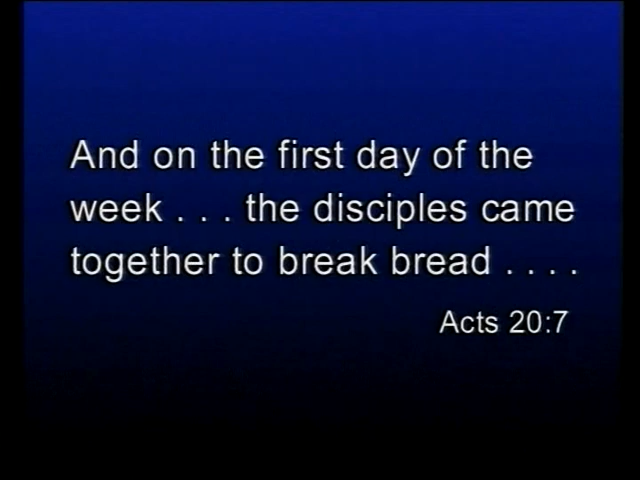 And on the first day of the
week . . . the disciples came
together to break bread . . . .
Acts 20:7